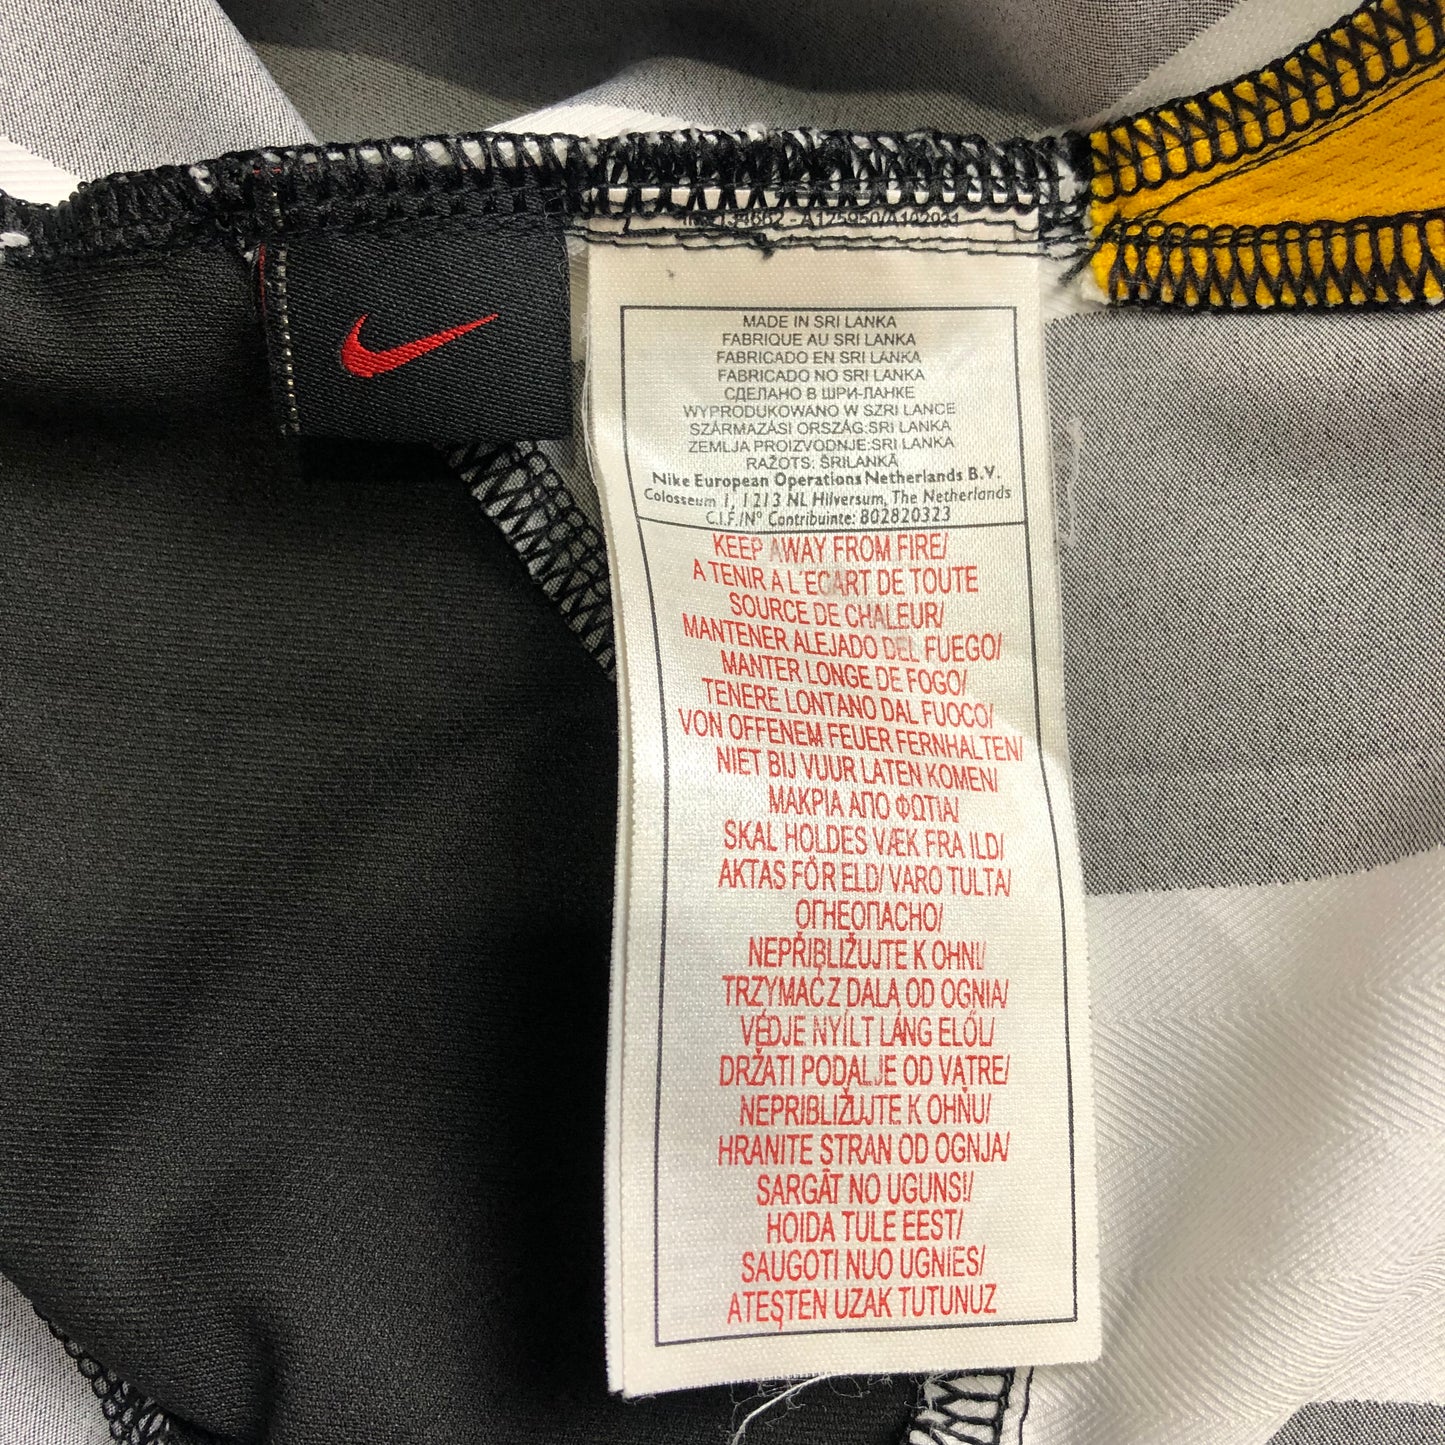 A125950/A102021
MADE IN SRI LANKA
FABRIQUE AU SRI LANKA
FABRICADO EN SRI LANKA
FABRICADO NO SRI LANKA
СДЕЛАНО В ШРИ-ЛАНКЕ
WYPRODUKOWANO W SZRI LANCE
SZÁRMAZÁSI ORSZÁG:SRI LANKA
ZEMLJA PROIZVODNJE:SRI LANKA
RAŽOTS: ŠRILANKĀ
Nike European Operations Netherlands B.V.
Colosseum 1, 1213 NL Hilversum, The Netherlands
C.I.F./Nº Contribuinte: 802820323
KEEP AWAY FROM FIRE/
A TENIR A L'ECART DE TOUTE
SOURCE DE CHALEUR/
MANTENER ALEJADO DEL FUEGO/
MANTER LONGE DE FOGO/
TENERE LONTANO DAL FUOCO/
VON OFFENEM FEUER FERNHALTEN/
NIET BIJ VUUR LATEN KOMEN/
ΜΑΚΡΙΑ ΑΠΟ ΦΩΤΙΑ/
SKAL HOLDES VÆK FRA ILD/
AKTAS FÖR ELD/ VARO TULTA/
ОГНЕОПАСНО/
NEPŘIBLIŽUJTE K OHNI/
TRZYMAĆ Z DALA OD OGNIA/
VÉDJE NYÍLT LÁNG ELŐL/
DRŽATI PODALJE OD VATRE/
NEPRIBLIŽUJTE K OHŇU/
HRANITE STRAN OD OGNJA/
SARGĀT NO UGUNS!/
HOIDA TULE EEST/
SAUGOTI NUO UGNIES/
ATEŞTEN UZAK TUTUNUZ